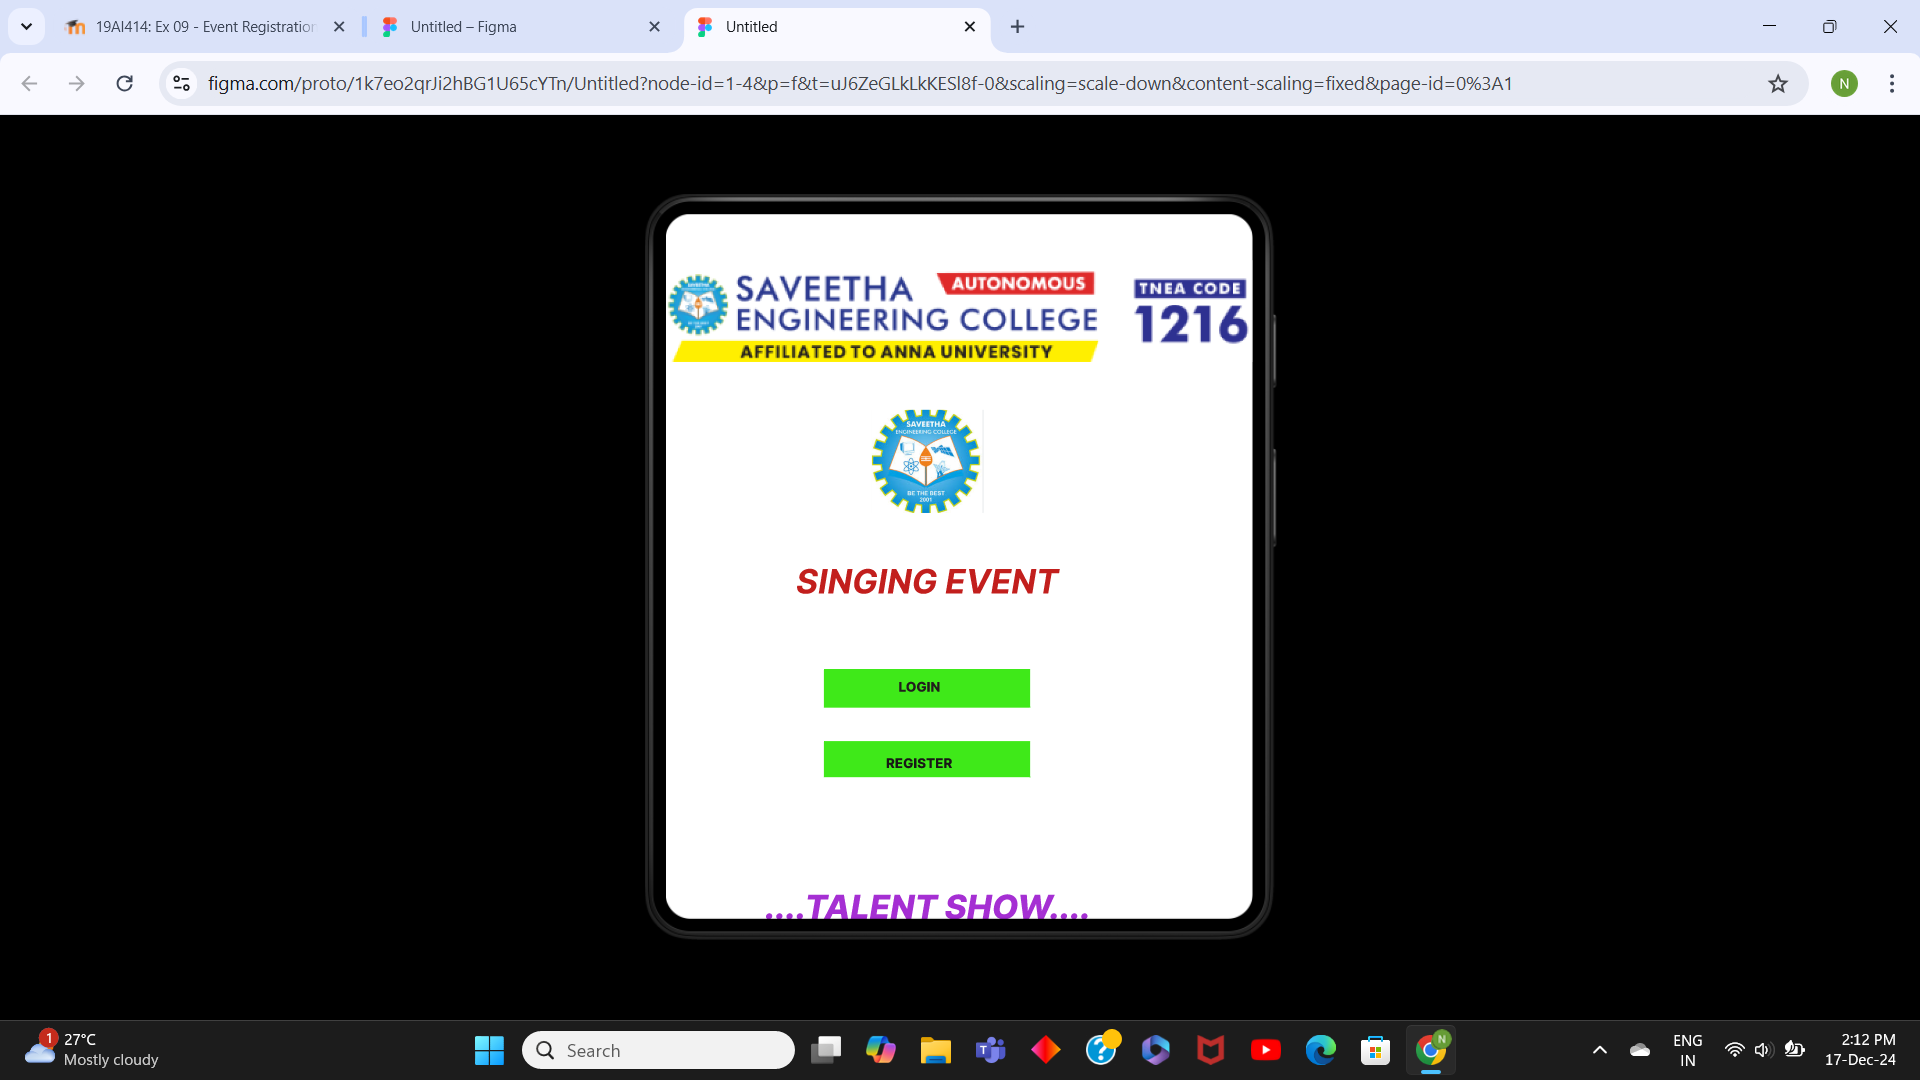 19AI414: Ex 09 - Event Registration
Untitled – Figma
Untitled
figma.com/proto/1k7eo2qrJi2hBG1U65cYTn/Untitled?node-id=1-4&p=f&t=uJ6ZeGLkLkKESl8f-0&scaling=scale-down&content-scaling=fixed&page-id=0%3A1
N
SAVEETHA
AUTONOMOUS
ENGINEERING COLLEGE
AFFILIATED TO ANNA UNIVERSITY
TNEA CODE
1216
SAVEETHA
ENGINEERING COLLEGE
BE THE BEST
2001
SINGING EVENT
LOGIN
REGISTER
....TALENT SHOW....
1
27°C
Mostly cloudy
Search
N
ENG
IN
2:12 PM
17-Dec-24